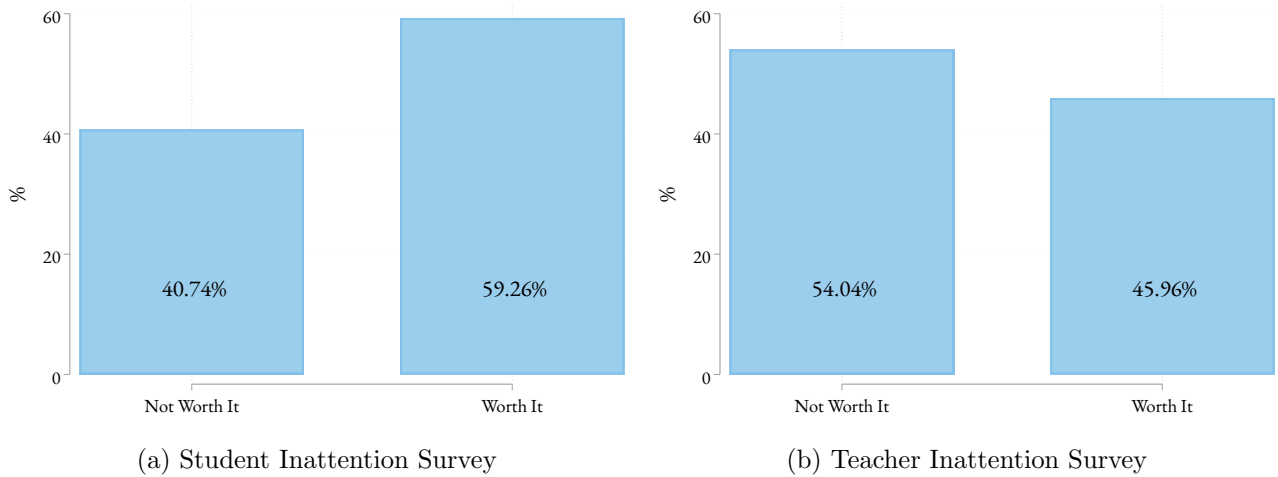 60
40
20
0
%
40.74%
59.26%
Not Worth It
Worth It
(a) Student Inattention Survey
60
40
20
0
%
54.04%
45.96%
Not Worth It
Worth It
(b) Teacher Inattention Survey